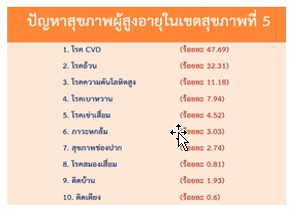 ปัญหาสุขภาพผู้สูงอายุในเขตสุขภาพที่ 5
1. โรค CVD (ร้อยละ 47.69)
2. โรคอ้วน (ร้อยละ 32.31)
3. โรคความดันโลหิตสูง (ร้อยละ 11.18)
4. โรคเบาหวาน (ร้อยละ 7.94)
5. โรคเข่าเสื่อม (ร้อยละ 4.52)
6. ภาวะหกล้ม (ร้อยละ 3.03)
7. สุขภาพช่องปาก (ร้อยละ 2.74)
8. โรคสมองเสื่อม (ร้อยละ 0.81)
9. ติดบ้าน (ร้อยละ 1.93)
10. ติดเตียง (ร้อยละ 0.6)